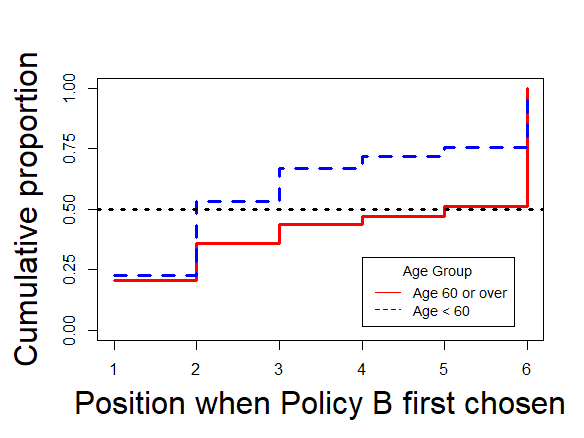 Cumulative proportion
1.00
0.75
0.50
0.25
0.00
Age Group
Age 60 or over
Age < 60
1 2 3 4 5 6
Position when Policy B first chosen